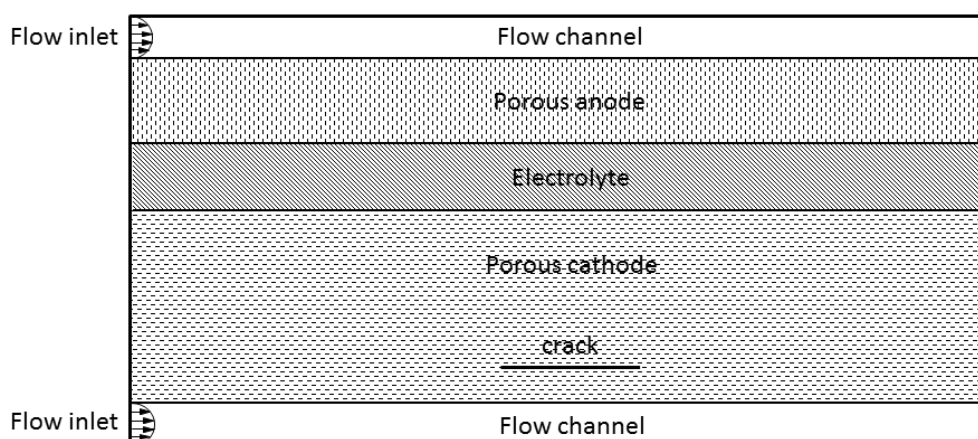 Flow inlet
Flow channel
Porous anode
Electrolyte
Porous cathode
crack
Flow inlet
Flow channel